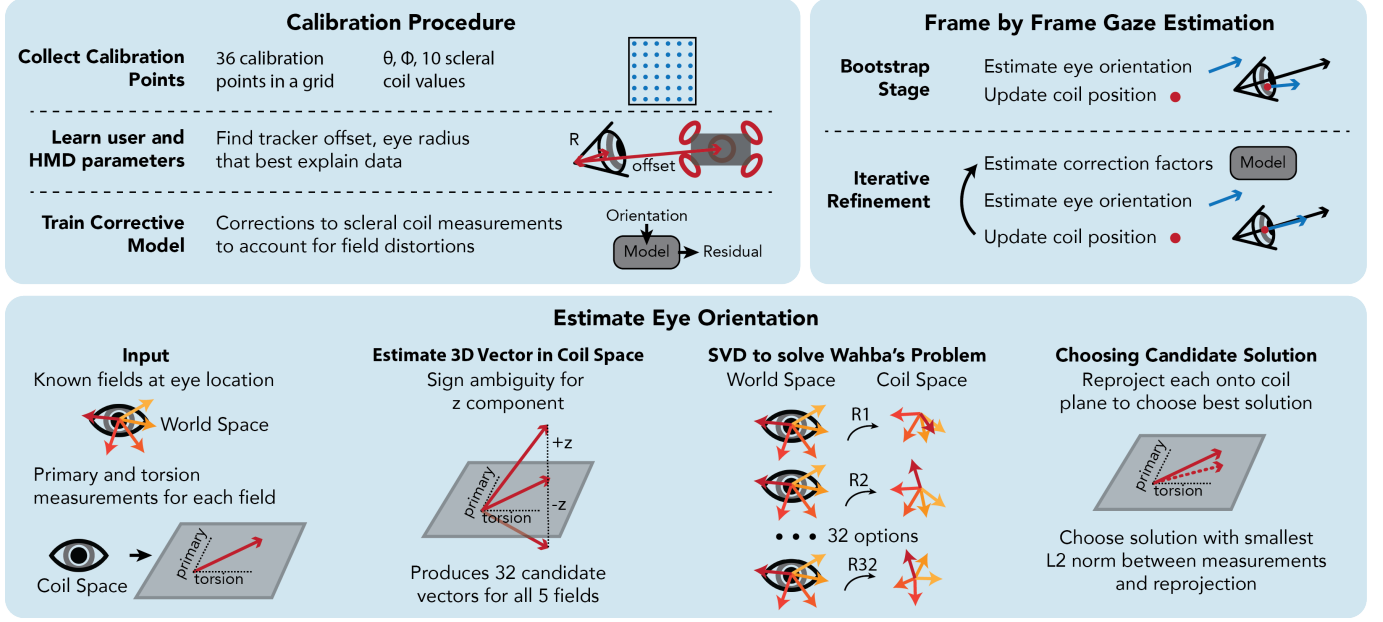 Calibration Procedure
Collect Calibration
Points
36 calibration
points in a grid
θ, Φ, 10 scleral
coil values
Learn user and
HMD parameters
Find tracker offset, eye radius
that best explain data
R
offset
Train Corrective
Model
Corrections to scleral coil measurements
to account for field distortions
Orientation
Model
Residual
Frame by Frame Gaze Estimation
Bootstrap
Stage
Estimate eye orientation
Update coil position
Iterative
Refinement
Estimate correction factors
Model
Estimate eye orientation
Update coil position
Estimate Eye Orientation
Input
Known fields at eye location
World Space
Primary and torsion
measurements for each field
Coil Space
primary
torsion
Estimate 3D Vector in Coil Space
Sign ambiguity for
z component
+z
-z
primary
torsion
Produces 32 candidate
vectors for all 5 fields
SVD to solve Wahba's Problem
World Space
Coil Space
R1
R2
• • • 32 options
R32
Choosing Candidate Solution
Reproject each onto coil
plane to choose best solution
primary
torsion
Choose solution with smallest
L2 norm between measurements
and reprojection